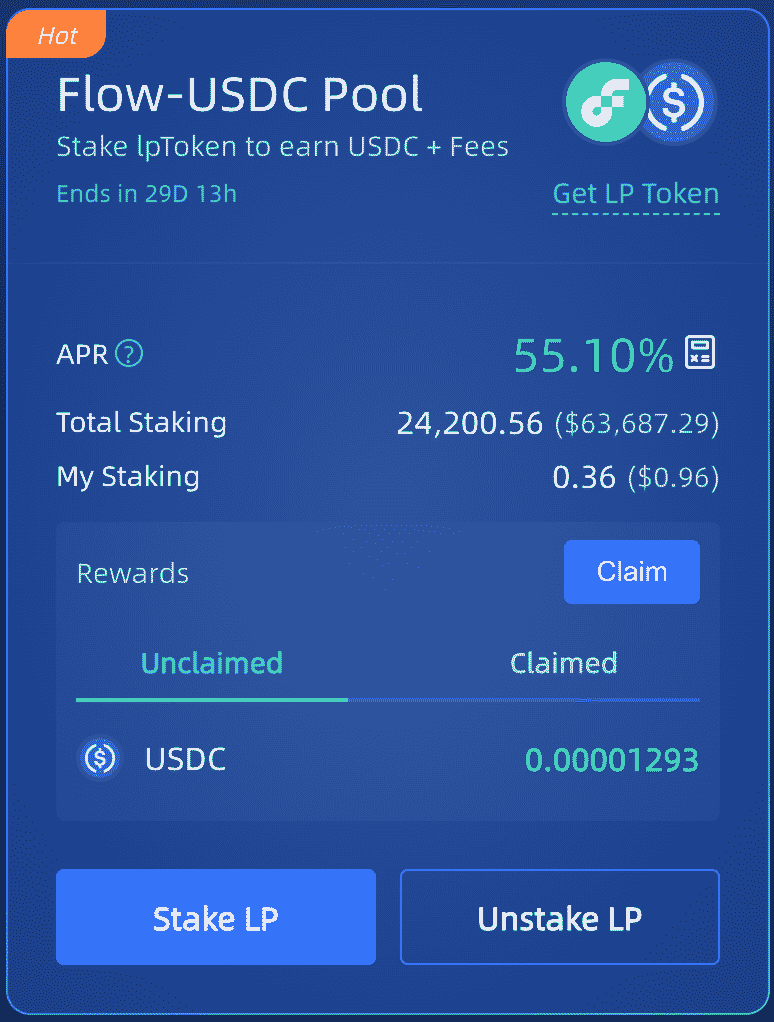 Hot
Flow-USDC Pool
Stake lpToken to earn USDC + Fees
Ends in 29D 13h
Get LP Token
APR ? 55.10%
Total Staking 24,200.56 ($63,687.29)
My Staking 0.36 ($0.96)
Rewards Claim
Unclaimed Claimed
USDC 0.00001293
Stake LP Unstake LP